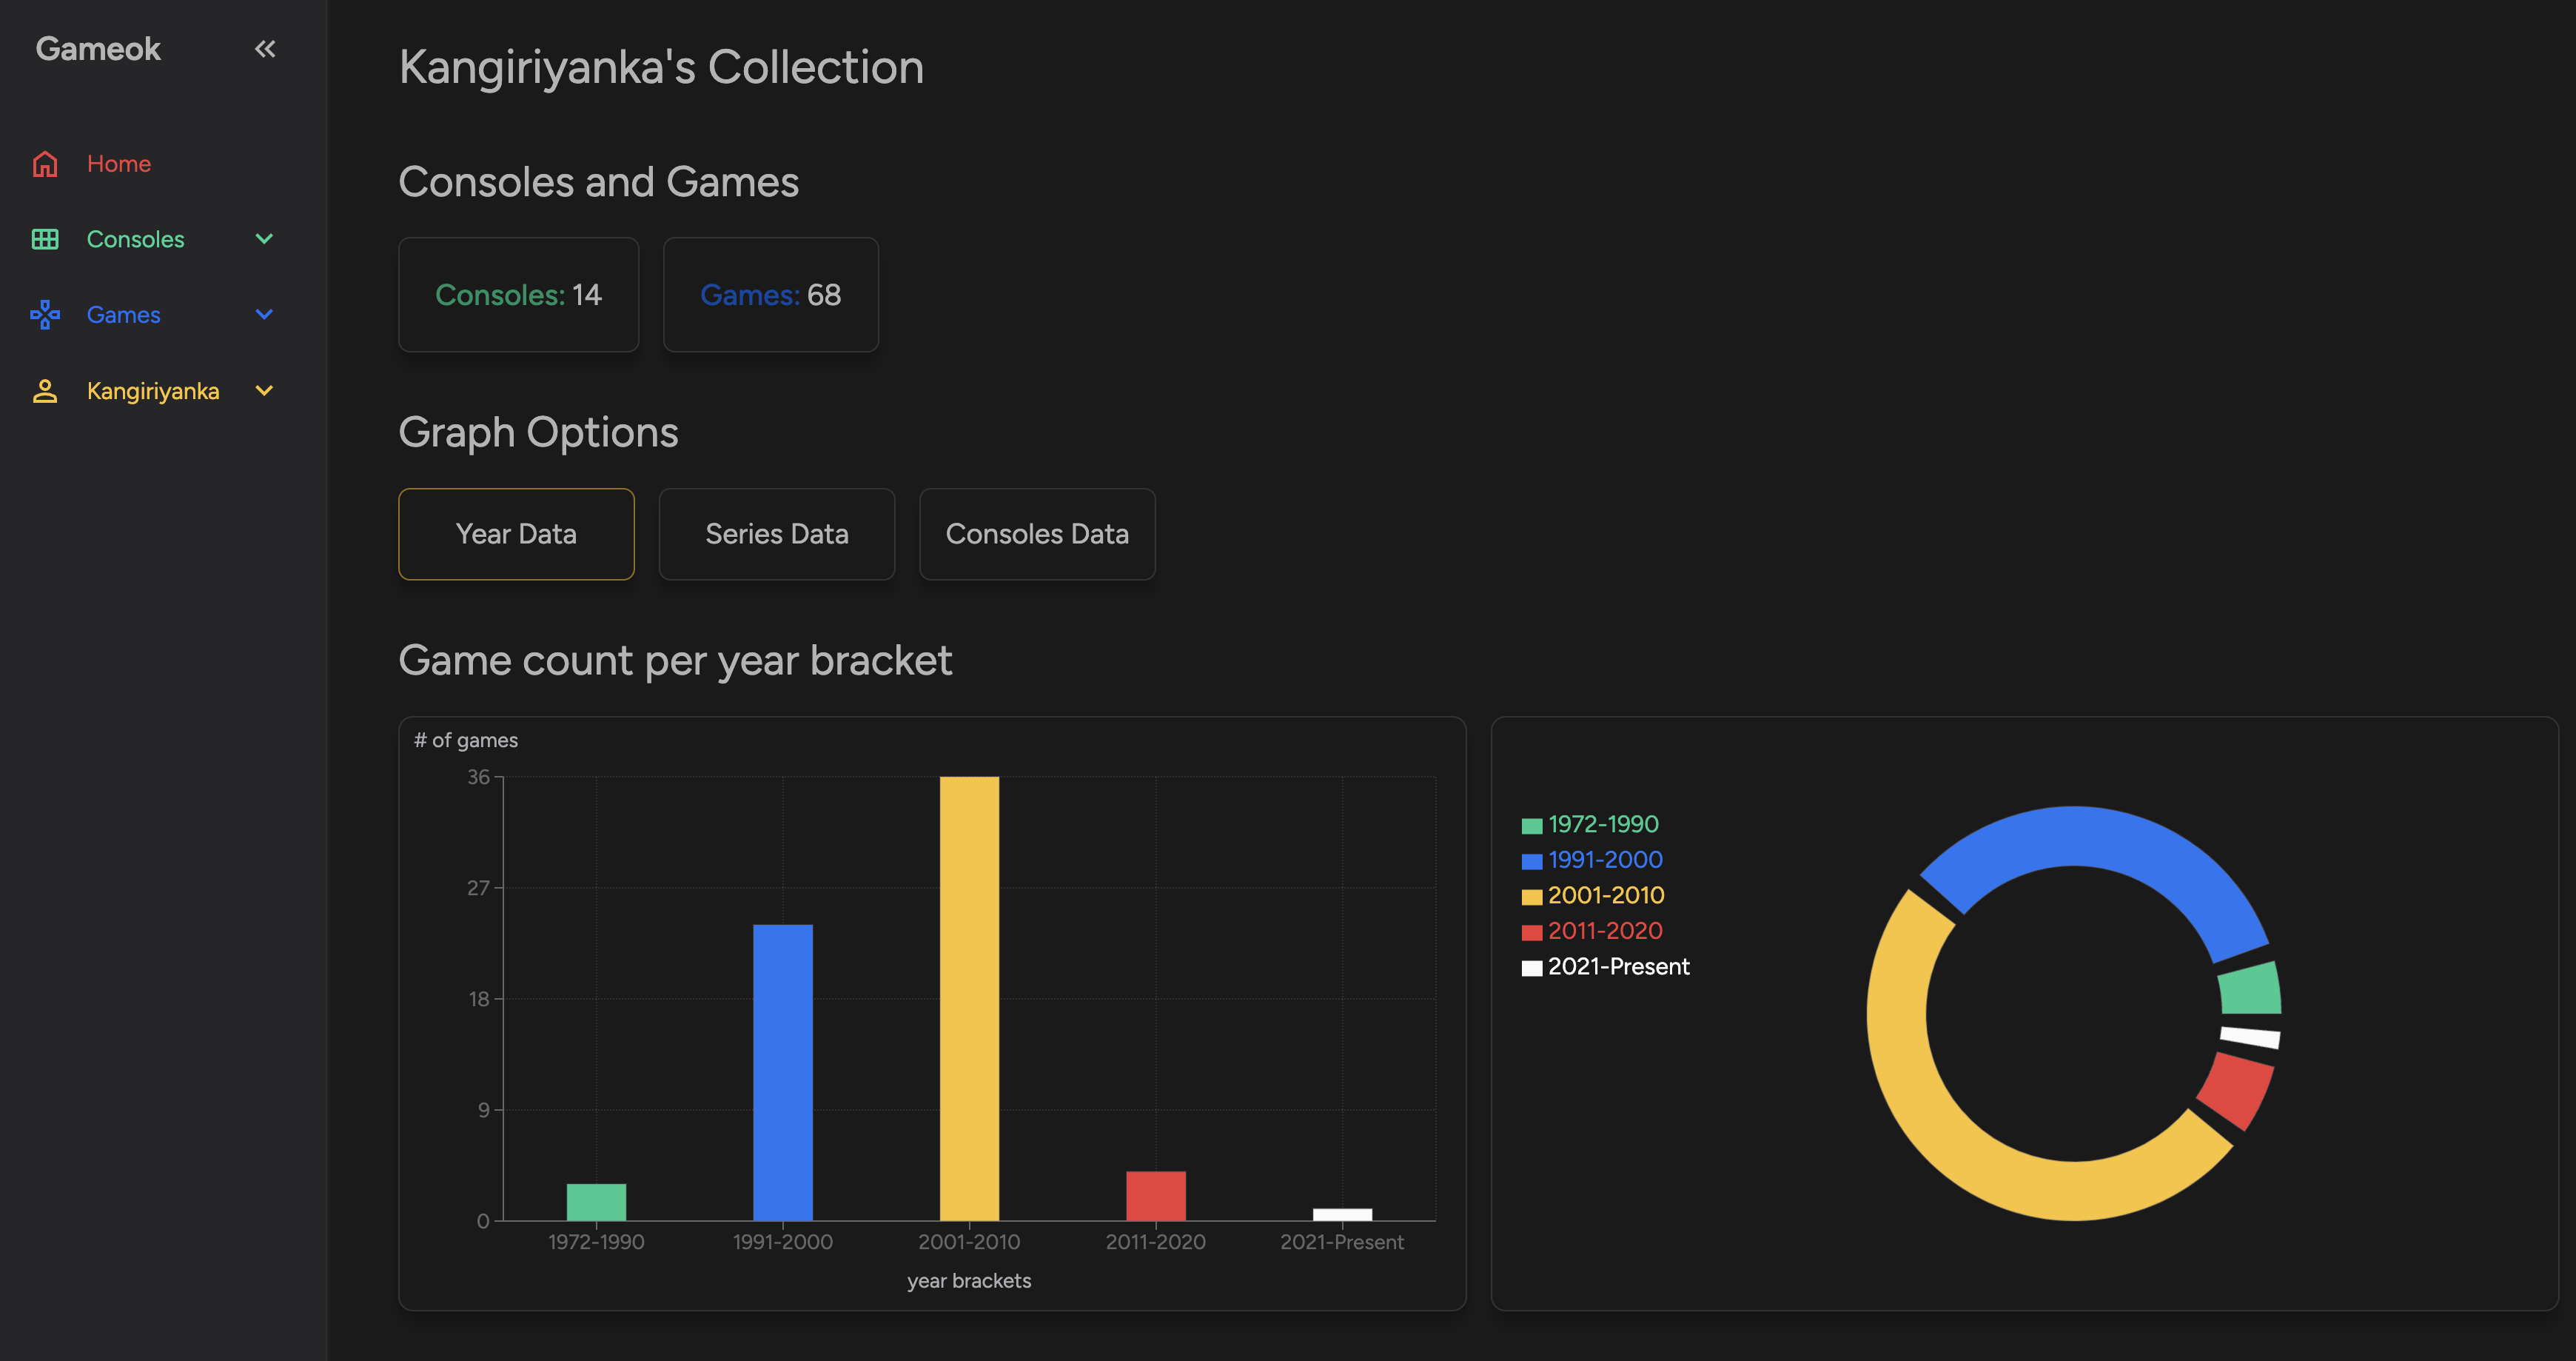 Gameok
Home
Consoles
Games
Kangiriyanka
Kangiriyanka's Collection
Consoles and Games
Consoles: 14
Games: 68
Graph Options
Year Data
Series Data
Consoles Data
Game count per year bracket
# of games
36
27
18
9
0
1972-1990
1991-2000
2001-2010
2011-2020
2021-Present
year brackets
1972-1990
1991-2000
2001-2010
2011-2020
2021-Present